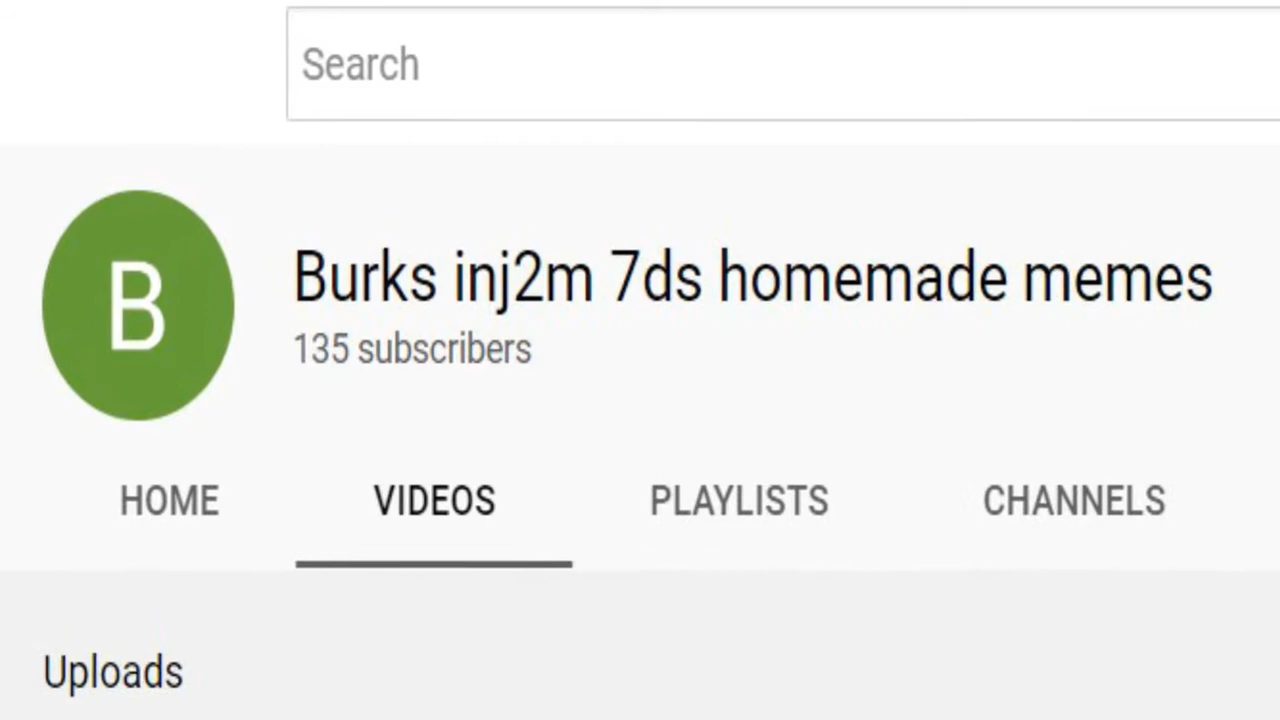 Search
B
Burks inj2m 7ds homemade memes
135 subscribers
HOME VIDEOS PLAYLISTS CHANNELS
Uploads